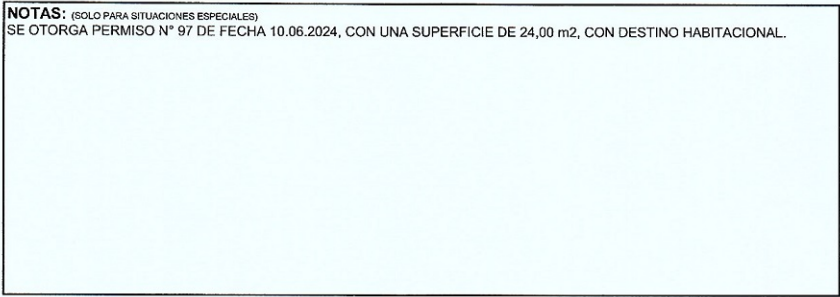 NOTAS: (SOLO PARA SITUACIONES ESPECIALES)
SE OTORGA PERMISO N° 97 DE FECHA 10.06.2024, CON UNA SUPERFICIE DE 24,00 m2, CON DESTINO HABITACIONAL.